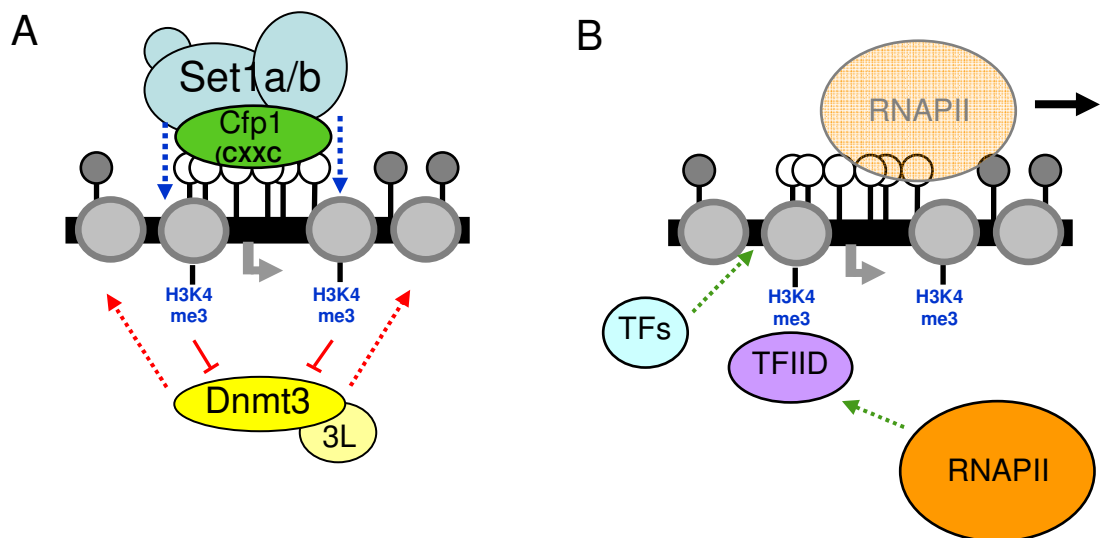 A
Set1a/b
Cfp1
(CXXC
H3K4
me3
H3K4
me3
Dnmt3
3L
B
RNAPII
H3K4
me3
H3K4
me3
TFs
TFIID
RNAPII